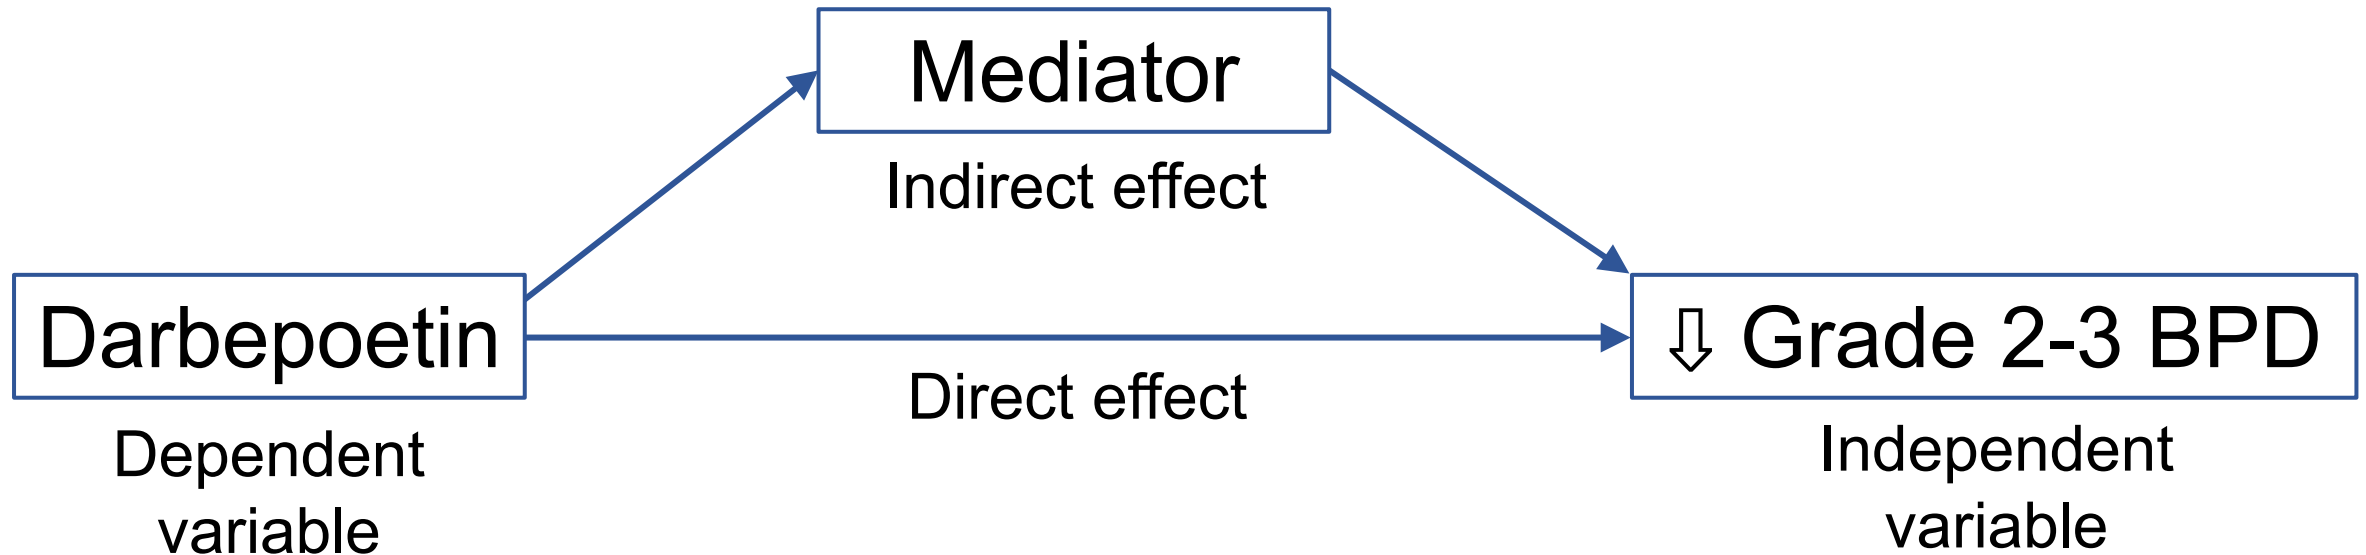 Mediator
Indirect effect
Darbepoetin
⇩ Grade 2-3 BPD
Direct effect
Dependent
variable
Independent
variable